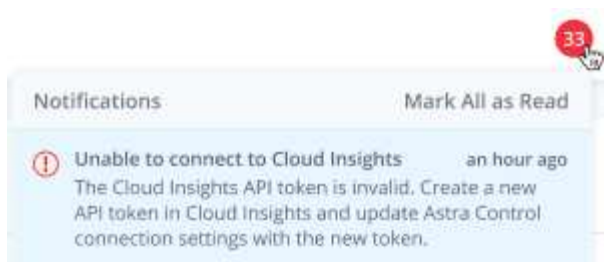 33
Notifications Mark All as Read
Unable to connect to Cloud Insights an hour ago
The Cloud Insights API token is invalid. Create a new
API token in Cloud Insights and update Astra Control
connection settings with the new token.